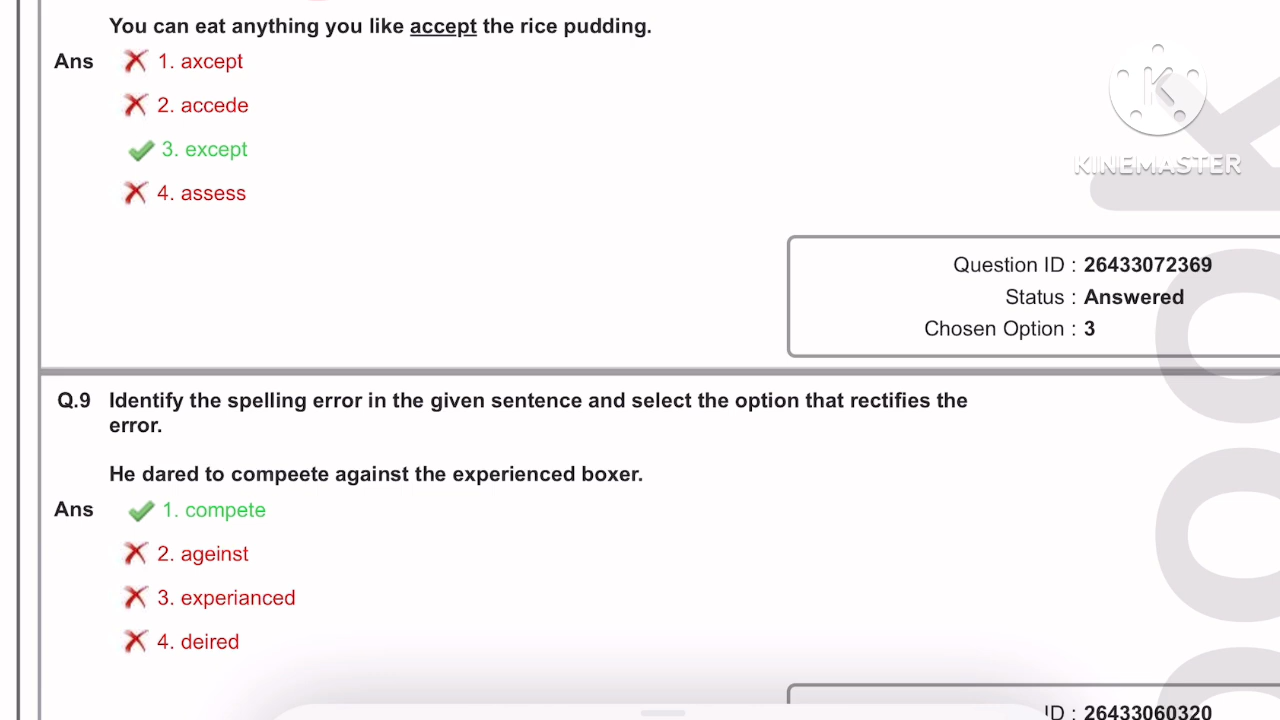 You can eat anything you like accept the rice pudding.
Ans 1. axcept
2. accede
3. except
4. assess
KINEMASTER
Question ID : 26433072369
Status : Answered
Chosen Option : 3
Q.9 Identify the spelling error in the given sentence and select the option that rectifies the
error.
He dared to compeete against the experienced boxer.
Ans 1. compete
2. ageinst
3. experianced
4. deired
ID : 26433060320